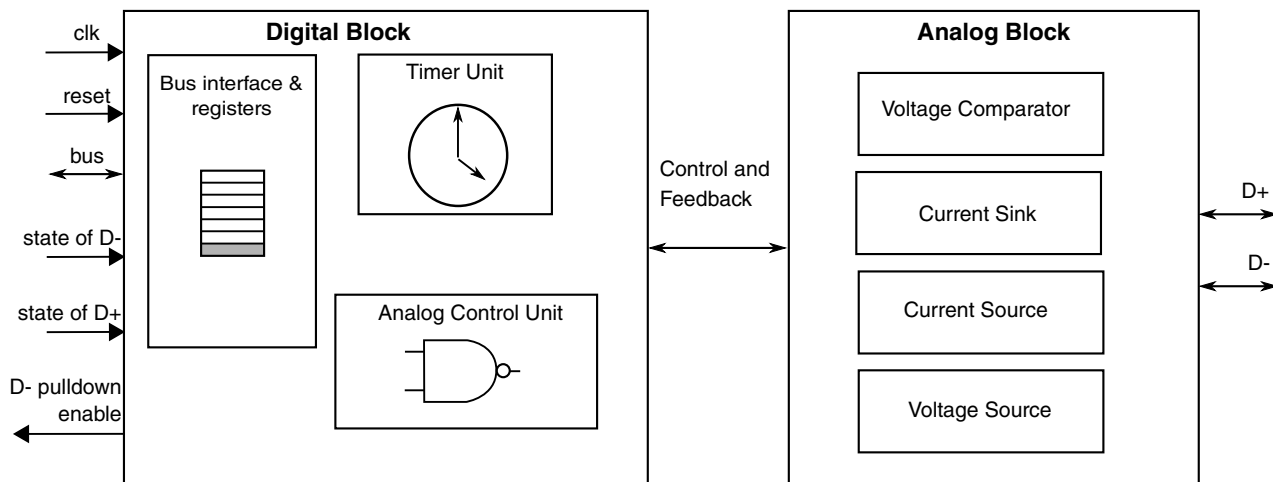 clk
reset
bus
state of D-
state of D+
D- pulldown
enable
Digital Block
Bus interface &
registers
Timer Unit
Analog Control Unit
Control and
Feedback
Analog Block
Voltage Comparator
Current Sink
Current Source
Voltage Source
D+
D-